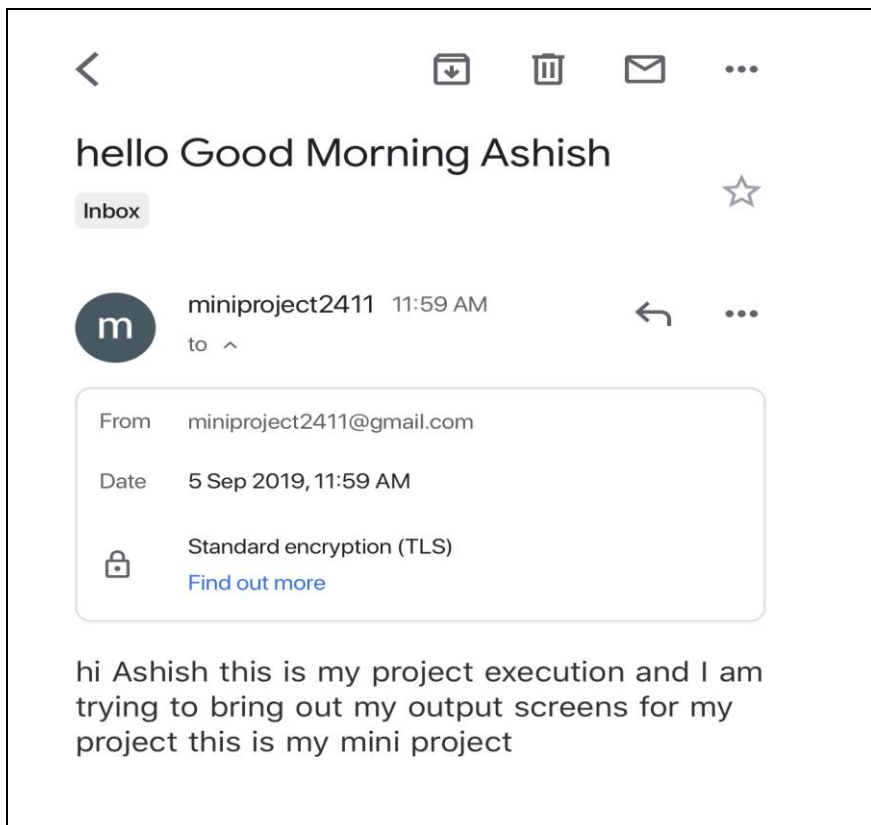 hello Good Morning Ashish
Inbox
m
miniproject2411 11:59 AM
to
From miniproject2411@gmail.com
Date 5 Sep 2019, 11:59 AM
Standard encryption (TLS)
Find out more
hi Ashish this is my project execution and I am
trying to bring out my output screens for my
project this is my mini project